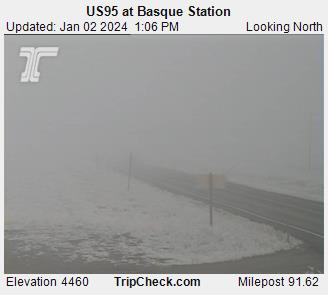 US95 at Basque Station
Updated: Jan 02 2024 1:06 PM Looking North
Elevation 4460 TripCheck.com Milepost 91.62